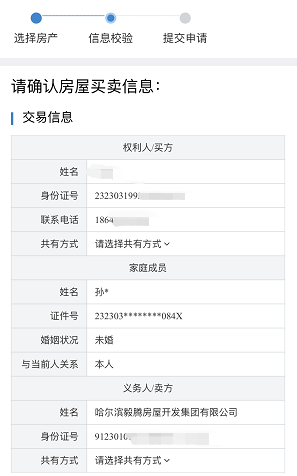 选择房产 信息校验 提交申请
请确认房屋买卖信息：
交易信息
权利人/买方
姓名
身份证号 232303199
联系电话 1864
共有方式 请选择共有方式
家庭成员
姓名 孙*
证件号 232303********084X
婚姻状况 未婚
与当前人关系 本人
义务人/卖方
姓名 哈尔滨毅腾房屋开发集团有限公司
身份证号 9123010
共有方式 请选择共有方式